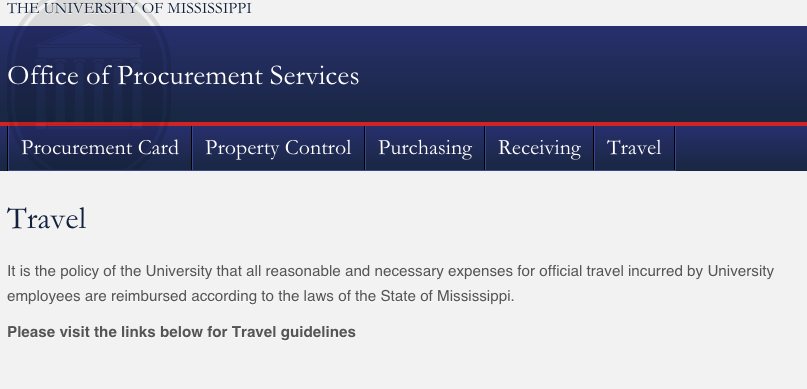 THE UNIVERSITY OF MISSISSIPPI
Office of Procurement Services
Procurement Card Property Control Purchasing Receiving Travel
Travel
It is the policy of the University that all reasonable and necessary expenses for official travel incurred by University
employees are reimbursed according to the laws of the State of Mississippi.
Please visit the links below for Travel guidelines